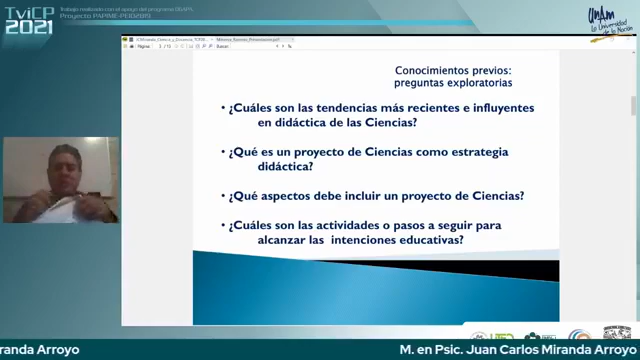 TviCP
2021
Trabajo realizado con el apoyo del programa DGAPA
Proyecto PAPIME-PE102819
UNAM
La Universidad
de la Nación
Conocimientos previos:
preguntas exploratorias
• ¿Cuáles son las tendencias más recientes e influyentes
en didáctica de las Ciencias?
• ¿Qué es un proyecto de Ciencias como estrategia
didáctica?
• ¿Qué aspectos debe incluir un proyecto de Ciencias?
• ¿Cuáles son las actividades o pasos a seguir para
alcanzar las intenciones educativas?
randa Arroyo
M. en Psic. Juan Carlos Miranda Arroyo